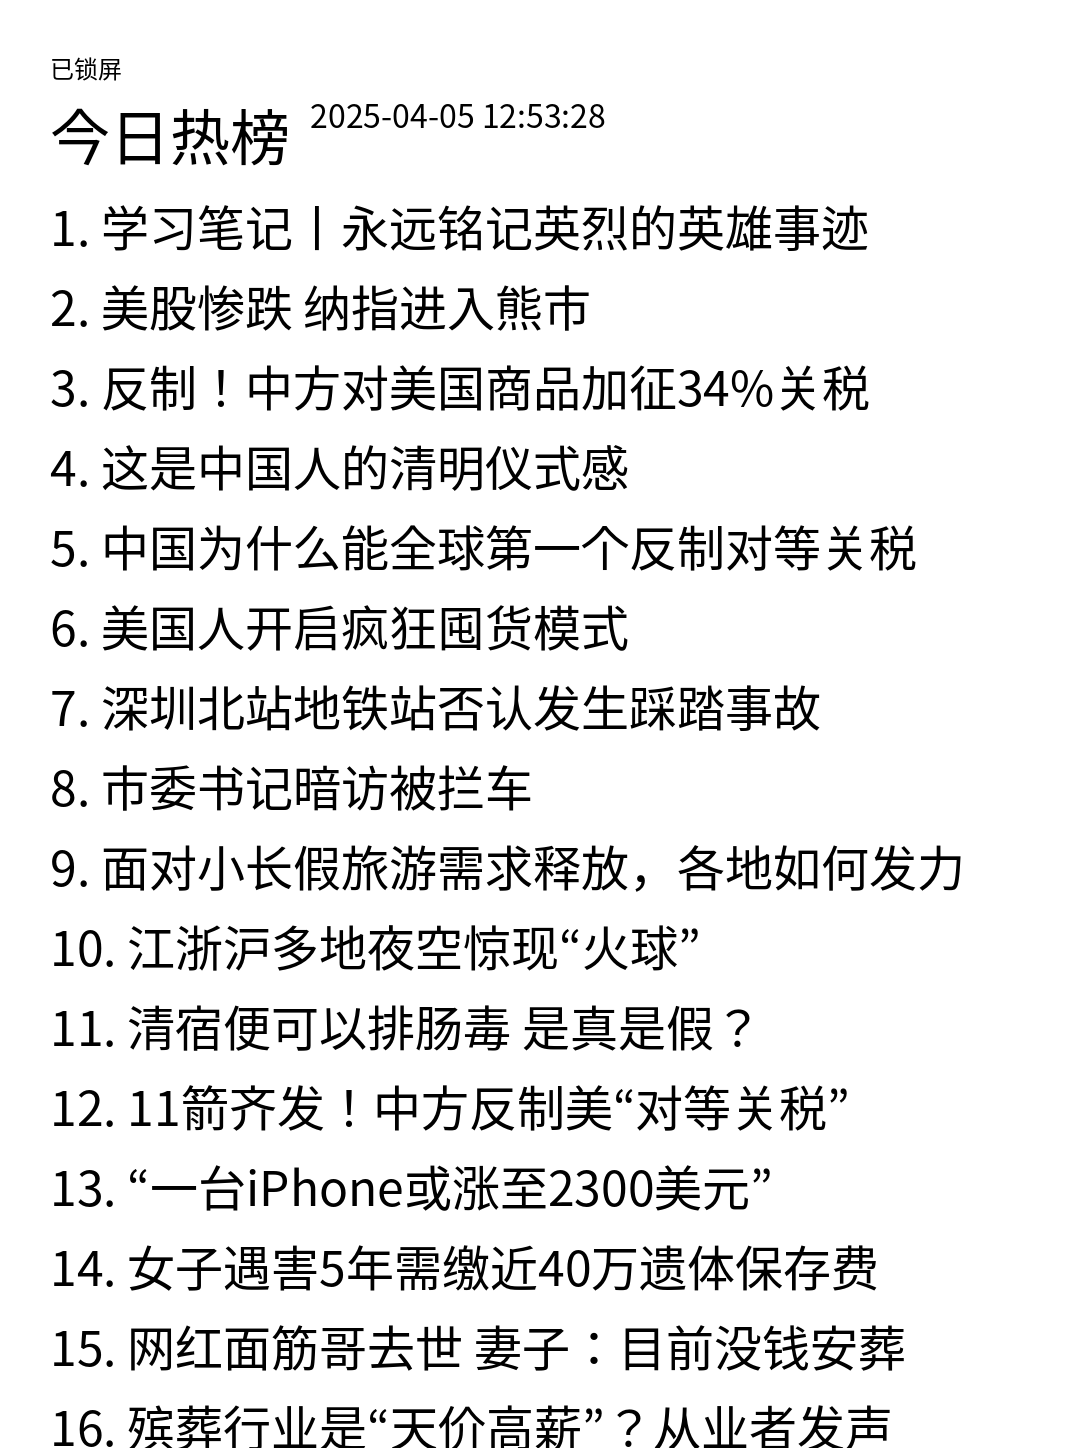 已锁屏
今日热榜 2025-04-05 12:53:28
1. 学习笔记丨永远铭记英烈的英雄事迹
2. 美股惨跌 纳指进入熊市
3. 反制！中方对美国商品加征34%关税
4. 这是中国人的清明仪式感
5. 中国为什么能全球第一个反制对等关税
6. 美国人开启疯狂囤货模式
7. 深圳北站地铁站否认发生踩踏事故
8. 市委书记暗访被拦车
9. 面对小长假旅游需求释放，各地如何发力
10. 江浙沪多地夜空惊现“火球”
11. 清宿便可以排肠毒 是真是假？
12. 11箭齐发！中方反制美“对等关税”
13. “一台iPhone或涨至2300美元”
14. 女子遇害5年需缴近40万遗体保存费
15. 网红面筋哥去世 妻子：目前没钱安葬
16. 殡葬行业是“天价高薪”？从业者发声